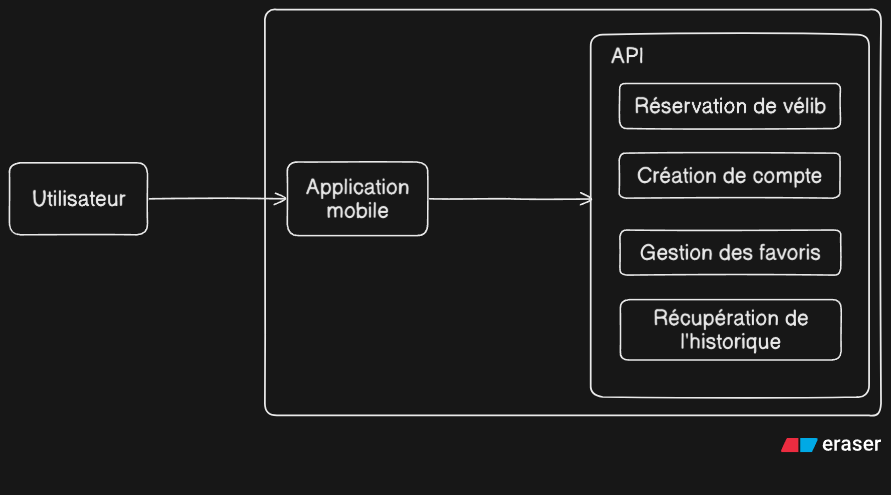 API
Réservation de vélib
Création de compte
Utilisateur
Application
mobile
Gestion des favoris
Récupération de
l'historique
eraser